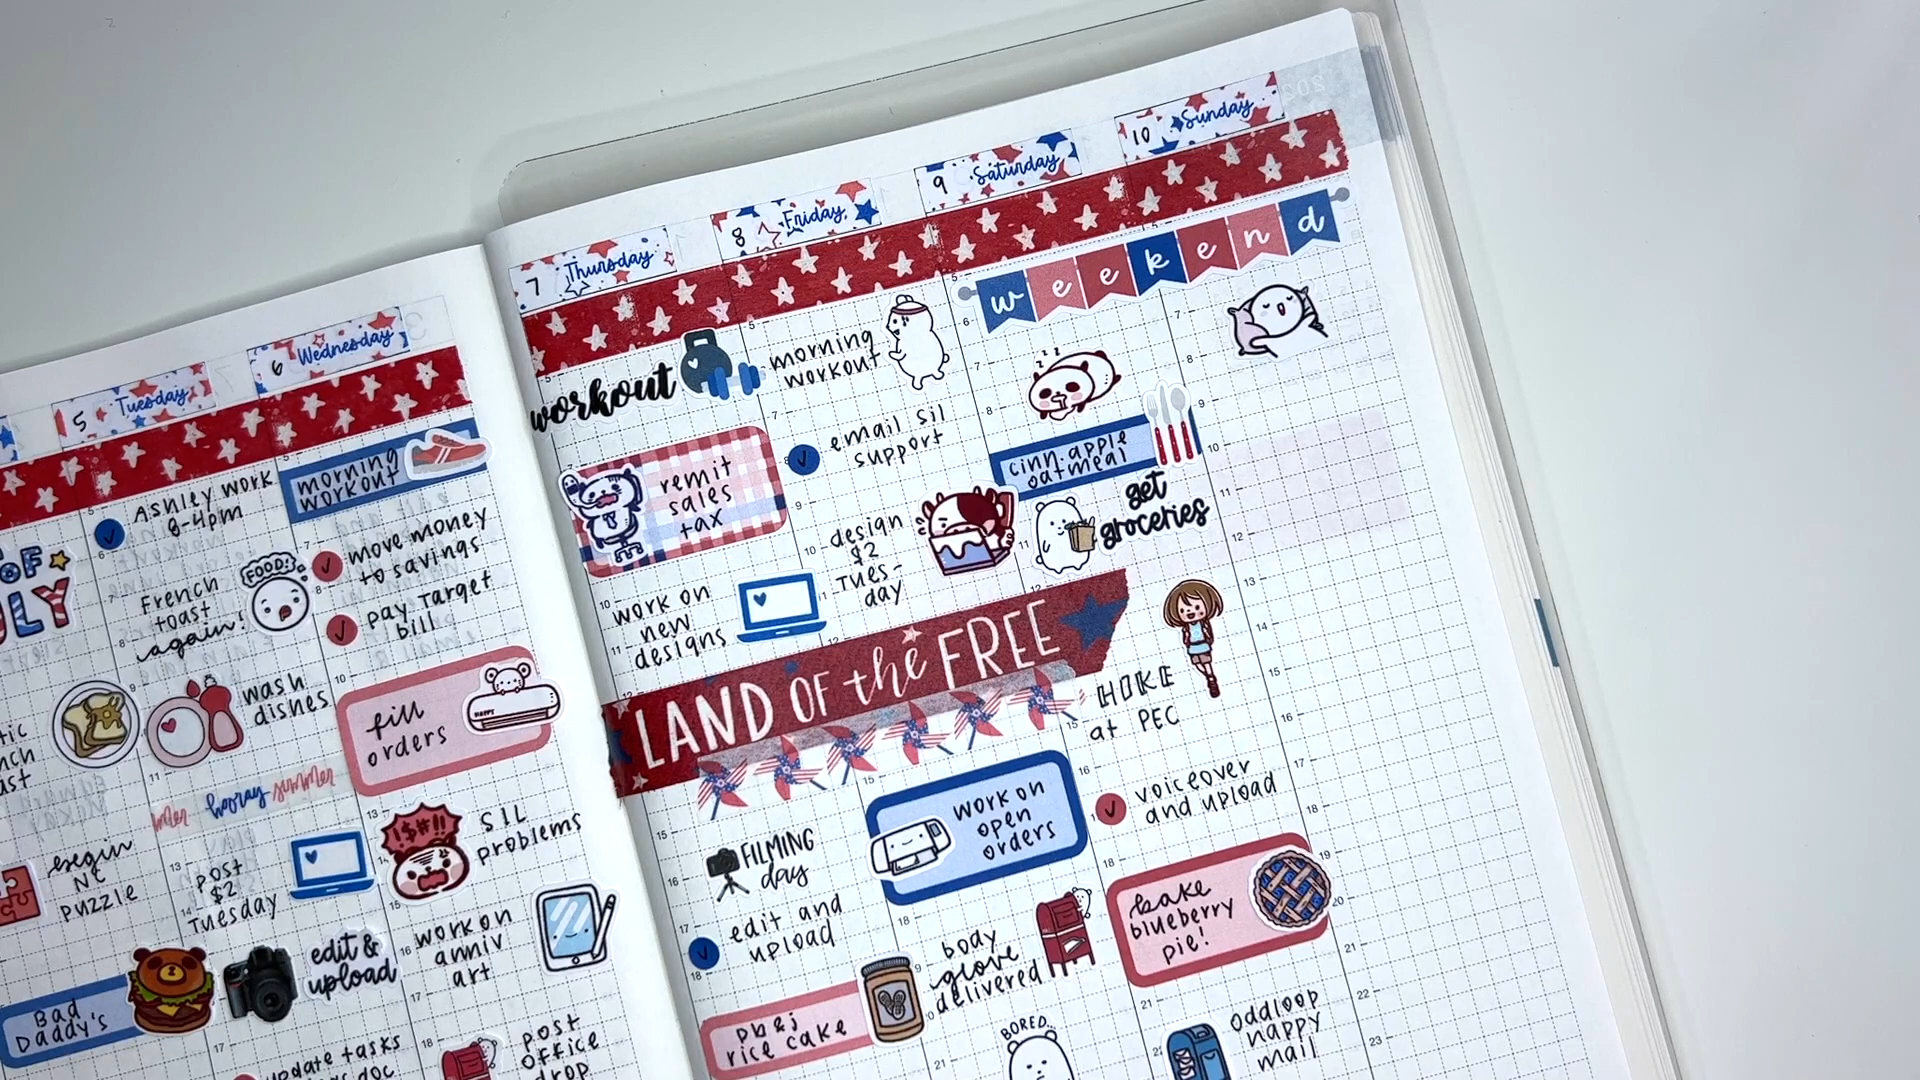 5 Tuesday
ASHLEY WORK
8-4pm
French
toast
again!
FOOD!
wash
dishes
hooray summer
post
$2
Tuesday
edit &
upload
OF
begin
NC
puzzle
Bad
Daddy's
6 Wednesday
morning
workout
move money
to savings
pay Target
bill
fill
orders
HAPPY
!$#!!
SIL
problems
work on
anniv
art
update tasks
doc
post
office
drop
7 Thursday
workout
remit
sales
tax
work on
new
designs
LAND OF the FREE
FILMING
day
edit and
upload
pb & j
rice cake
8 Friday
morning
workout
email sil
support
design
$2
Tues-
day
work on
open
orders
body
glove
delivered
BORED...
9 Saturday
weekend
z z z
cinn. apple
oatmeal
get
groceries
HIKE
at PEC
voiceover
and upload
bake
blueberry
pie!
oddloop
happy
mail
10 Sunday